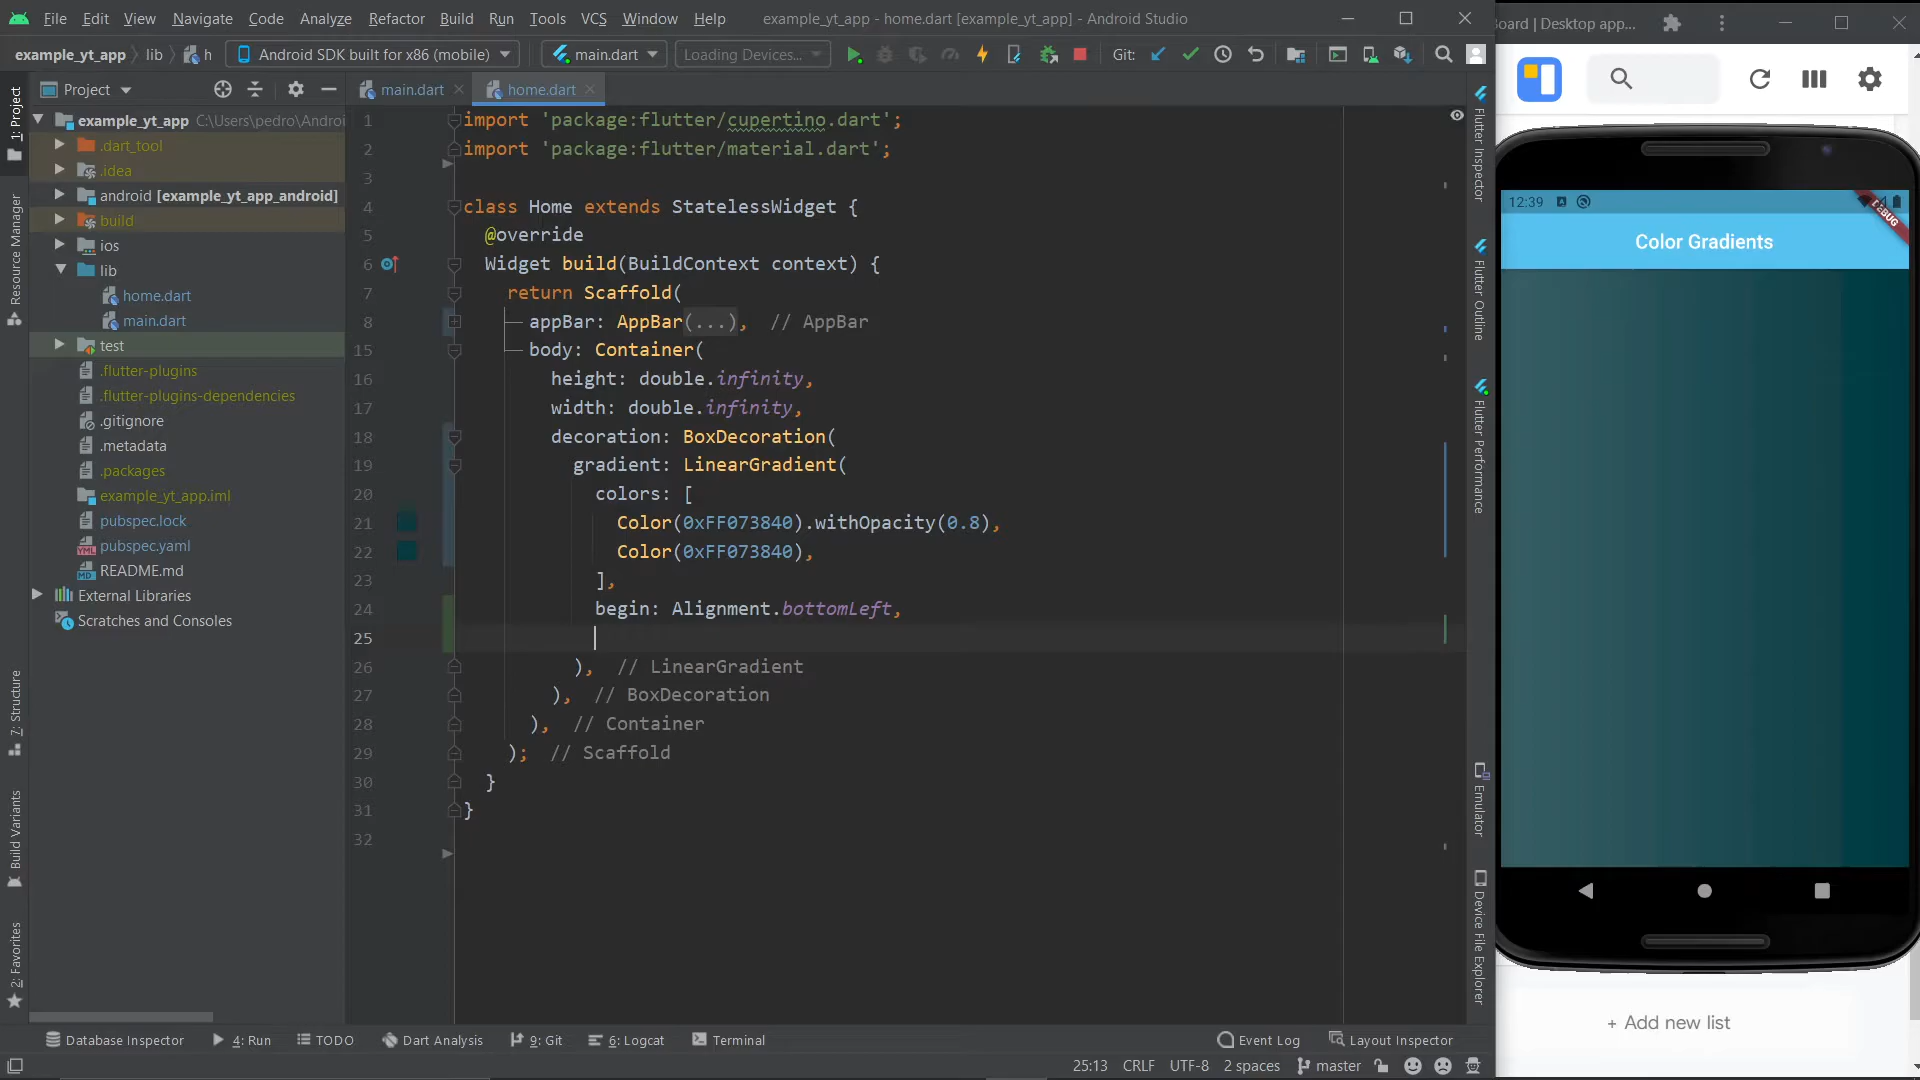 File Edit View Navigate Code Analyze Refactor Build Run Tools VCS Window Help example_yt_app - home.dart [example_yt_app] - Android Studio
Board | Desktop app...
example_yt_app lib h Android SDK built for x86 (mobile) main.dart Loading Devices... Git:
Project main.dart home.dart
example_yt_app C:\Users\pedro\Androi
.dart_tool
.idea
android [example_yt_app_android]
build
ios
lib
home.dart
main.dart
test
.flutter-plugins
.flutter-plugins-dependencies
.gitignore
.metadata
.packages
example_yt_app.iml
pubspec.lock
pubspec.yaml
README.md
External Libraries
Scratches and Consoles
1: Project
Resource Manager
7: Structure
Build Variants
2: Favorites
1 import 'package:flutter/cupertino.dart';
2 import 'package:flutter/material.dart';
3
4 class Home extends StatelessWidget {
5 @override
6 Widget build(BuildContext context) {
7 return Scaffold(
8 appBar: AppBar(...), // AppBar
15 body: Container(
16 height: double.infinity,
17 width: double.infinity,
18 decoration: BoxDecoration(
19 gradient: LinearGradient(
20 colors: [
21 Color(0xFF073840).withOpacity(0.8),
22 Color(0xFF073840),
23 ],
24 begin: Alignment.bottomLeft,
25
26 ), // LinearGradient
27 ), // BoxDecoration
28 ), // Container
29 ); // Scaffold
30 }
31 }
32
Flutter Inspector
Flutter Outline
Flutter Performance
Emulator
Device File Explorer
12:39
DEBUG
Color Gradients
+ Add new list
Database Inspector 4: Run TODO Dart Analysis 9: Git 6: Logcat Terminal Event Log Layout Inspector
25:13 CRLF UTF-8 2 spaces master